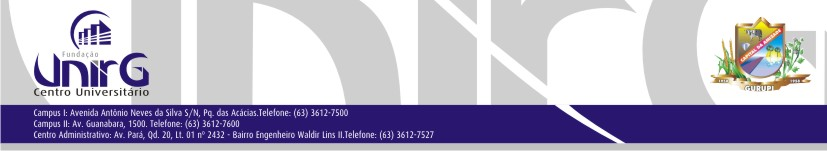 Fundação
UnirG
Centro Universitário
GURUPI
Campus I: Avenida Antônio Neves da Silva S/N, Pq. das Acácias.Telefone: (63) 3612-7500
Campus II: Av. Guanabara, 1500. Telefone: (63) 3612-7600
Centro Administrativo: Av. Pará, Qd. 20, Lt. 01 nº 2432 - Bairro Engenheiro Waldir Lins II.Telefone: (63) 3612-7527